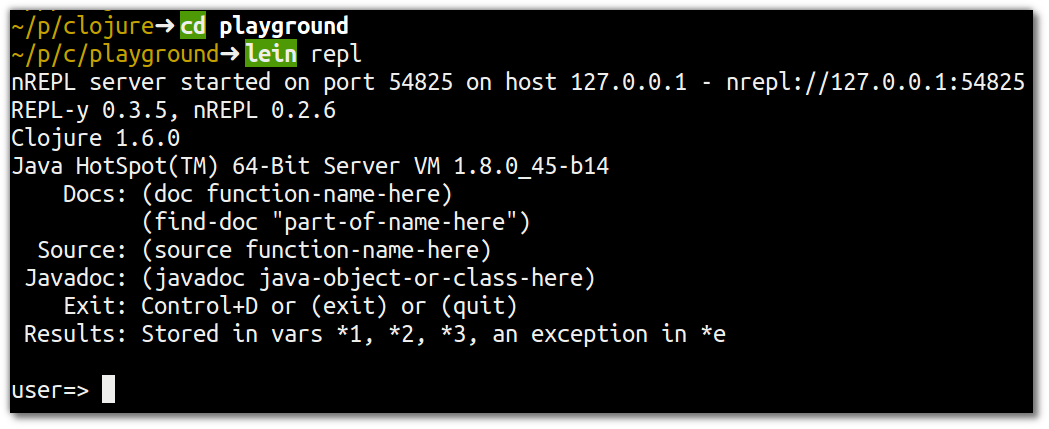 ~/p/clojure➜cd playground
~/p/c/playground➜lein repl
nREPL server started on port 54825 on host 127.0.0.1 - nrepl://127.0.0.1:54825
REPL-y 0.3.5, nREPL 0.2.6
Clojure 1.6.0
Java HotSpot(TM) 64-Bit Server VM 1.8.0_45-b14
    Docs: (doc function-name-here)
          (find-doc "part-of-name-here")
  Source: (source function-name-here)
 Javadoc: (javadoc java-object-or-class-here)
    Exit: Control+D or (exit) or (quit)
 Results: Stored in vars *1, *2, *3, an exception in *e
user=>